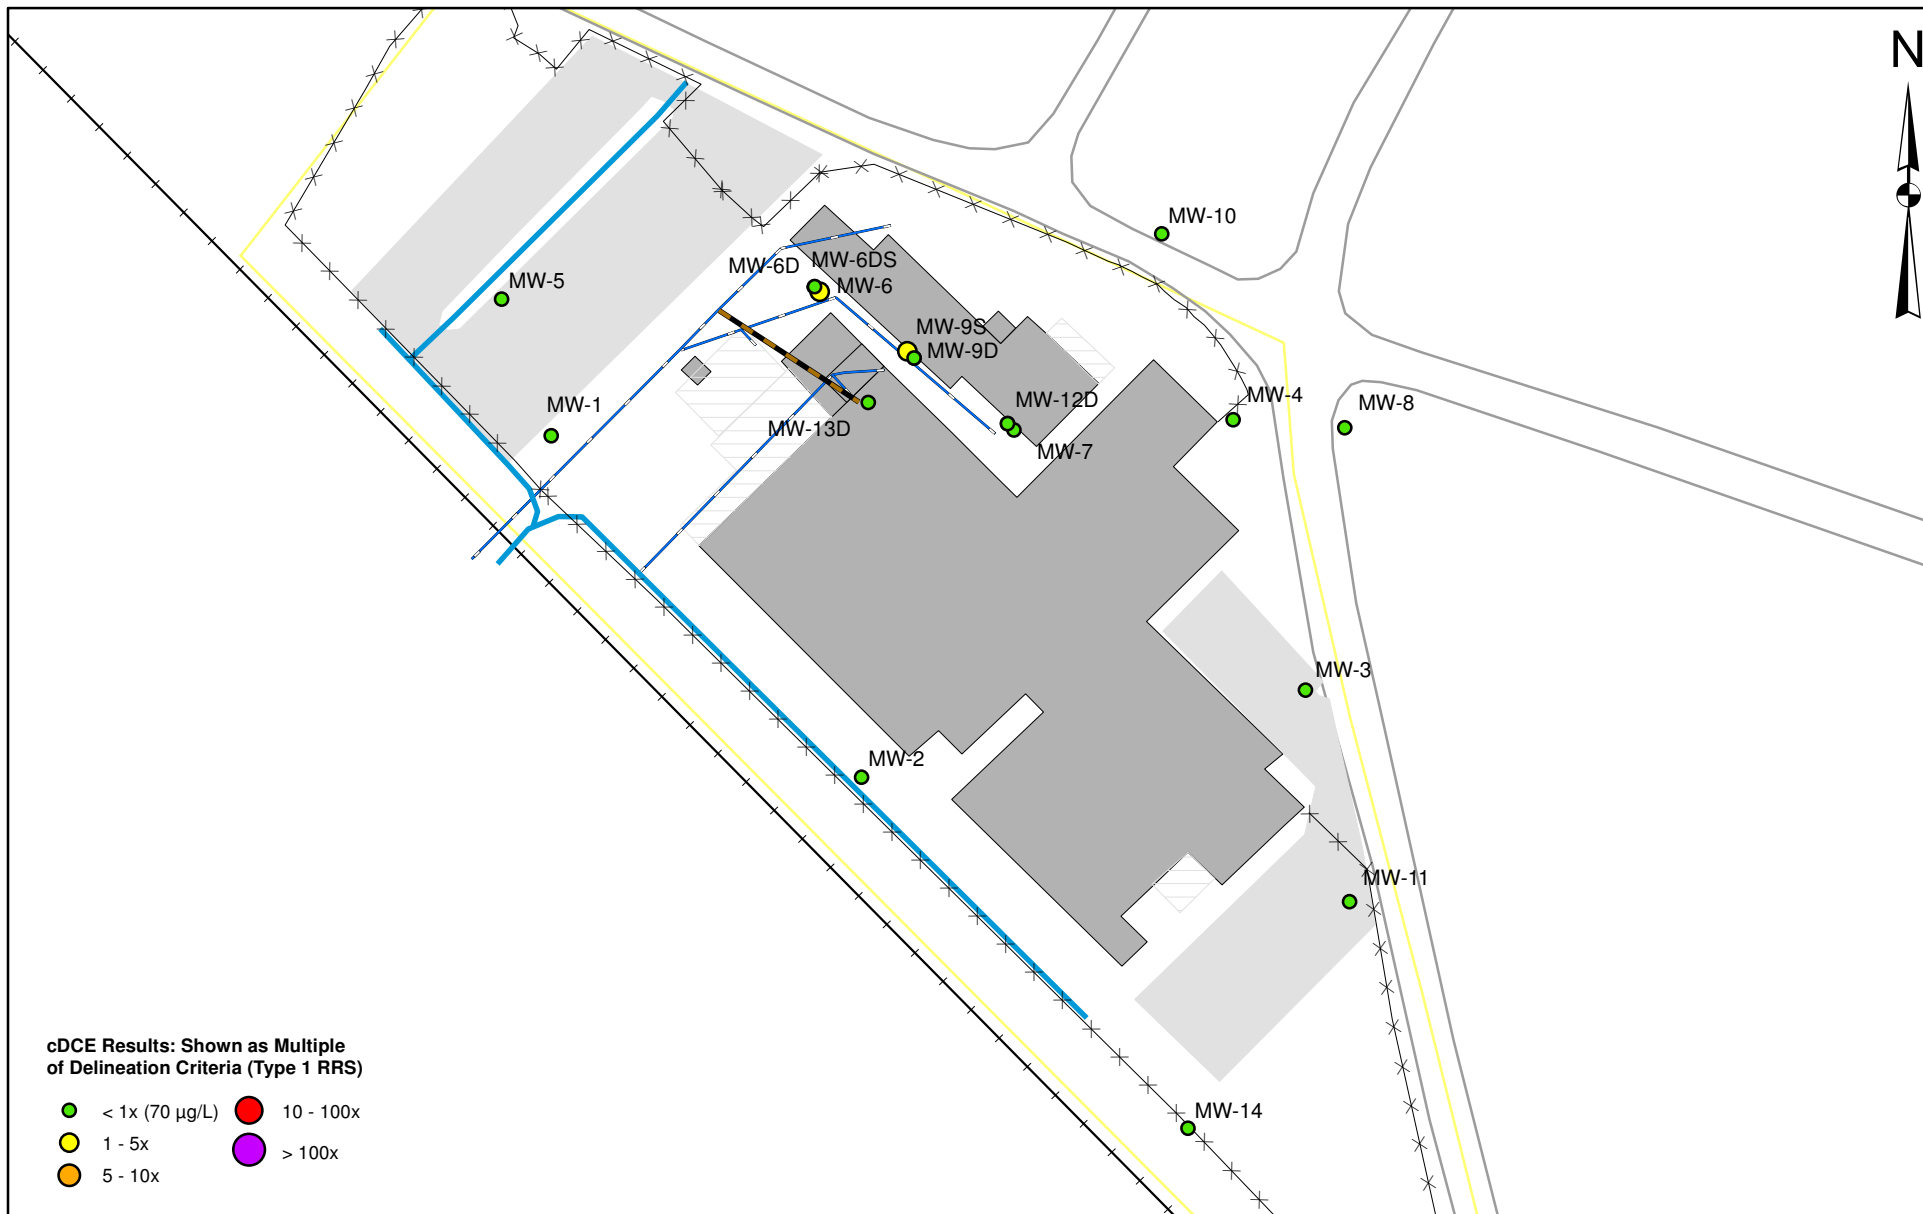 N
MW-10
MW-6D
MW-6DS
MW-6
MW-5
MW-9S
MW-9D
MW-1
MW-13D
MW-12D
MW-7
MW-4
MW-8
MW-3
MW-2
MW-11
MW-14
cDCE Results: Shown as Multiple
of Delineation Criteria (Type 1 RRS)
< 1x (70 µg/L)
10 - 100x
1 - 5x
> 100x
5 - 10x